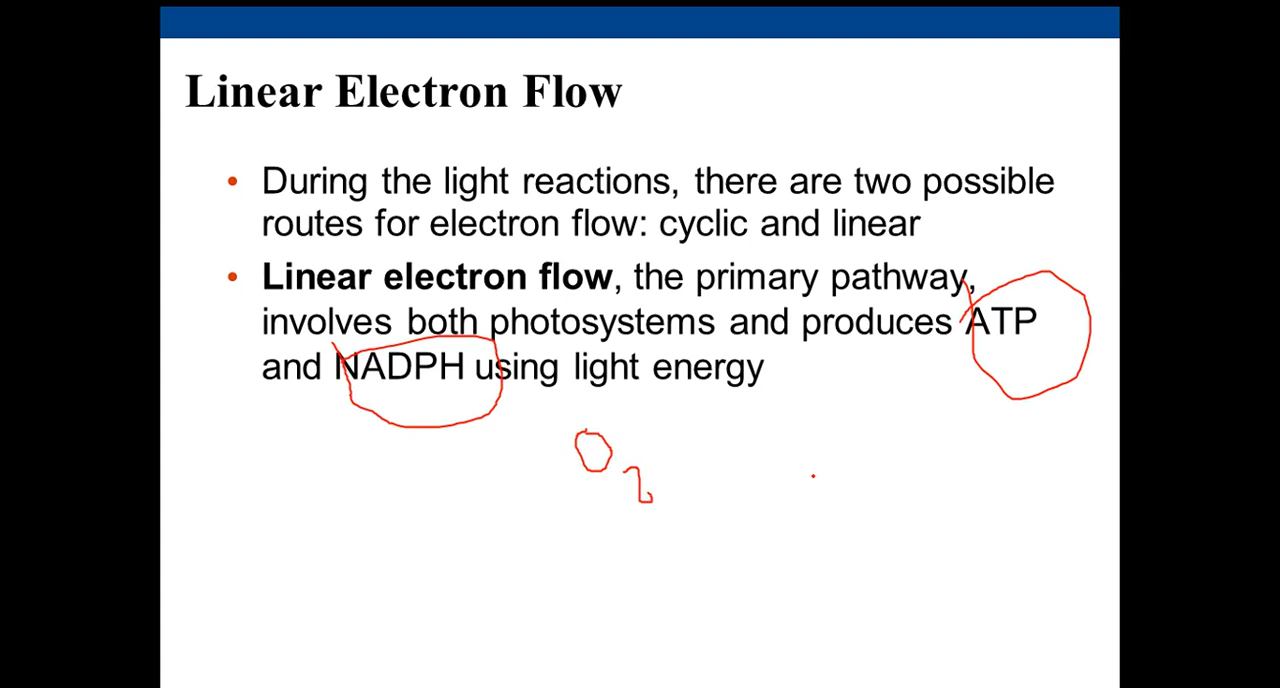 Linear Electron Flow
• During the light reactions, there are two possible
routes for electron flow: cyclic and linear
• Linear electron flow, the primary pathway,
involves both photosystems and produces ATP
and NADPH using light energy
O2